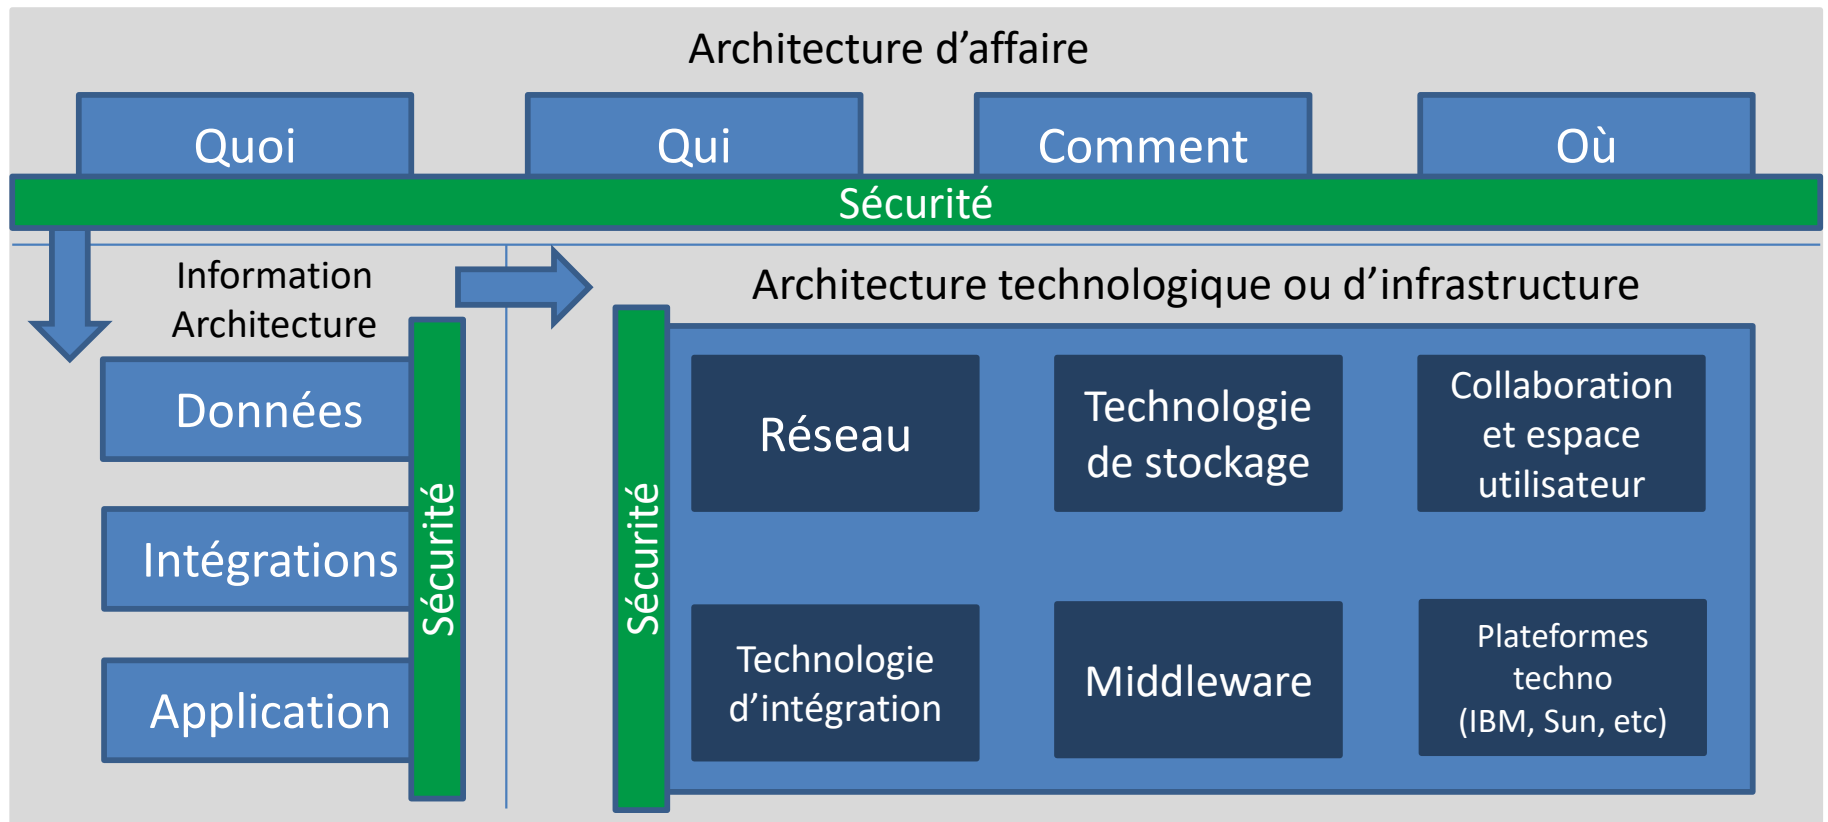 Architecture d’affaire
Quoi
Qui
Comment
Où
Sécurité
Information
Architecture
Données
Intégrations
Application
Sécurité
Architecture technologique ou d’infrastructure
Sécurité
Réseau
Technologie
de stockage
Collaboration
et espace
utilisateur
Technologie
d’intégration
Middleware
Plateformes
techno
(IBM, Sun, etc)